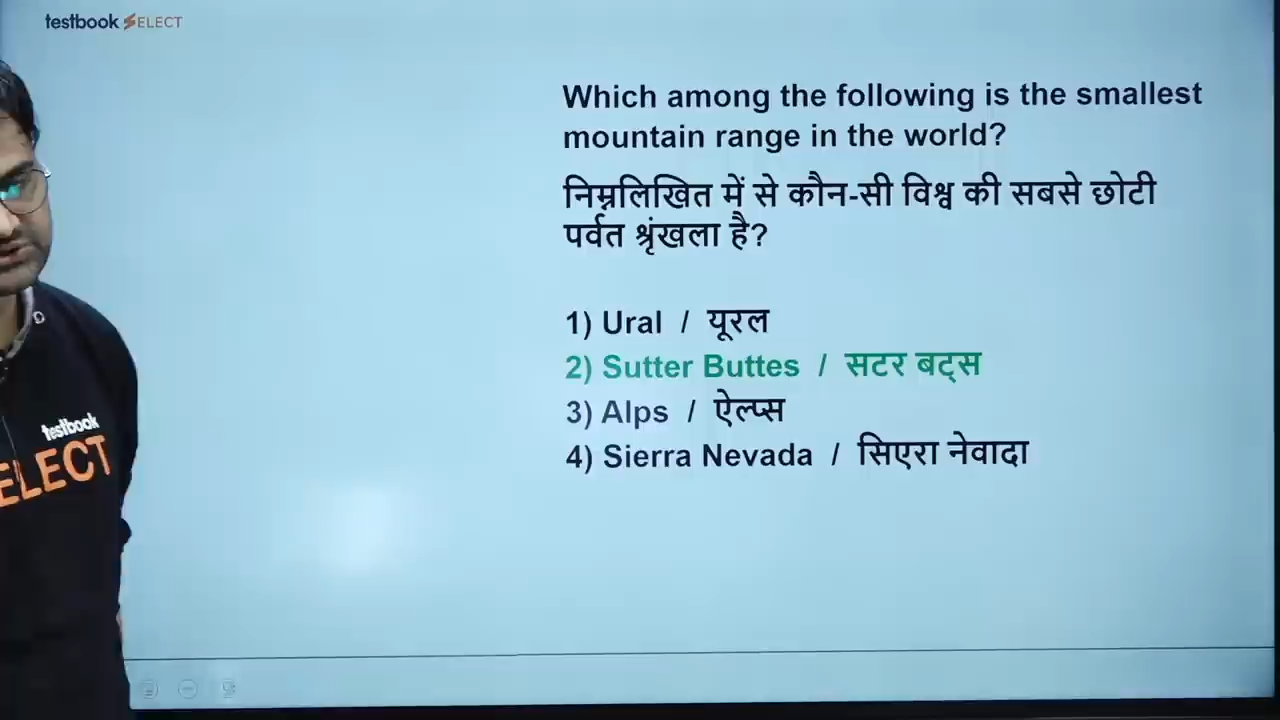 testbook SELECT
Which among the following is the smallest
mountain range in the world?
निम्नलिखित में से कौन-सी विश्व की सबसे छोटी
पर्वत श्रृंखला है?
1) Ural / यूरल
2) Sutter Buttes / सटर बट्स
3) Alps / ऐल्प्स
4) Sierra Nevada / सिएरा नेवादा
testbook
ELECT